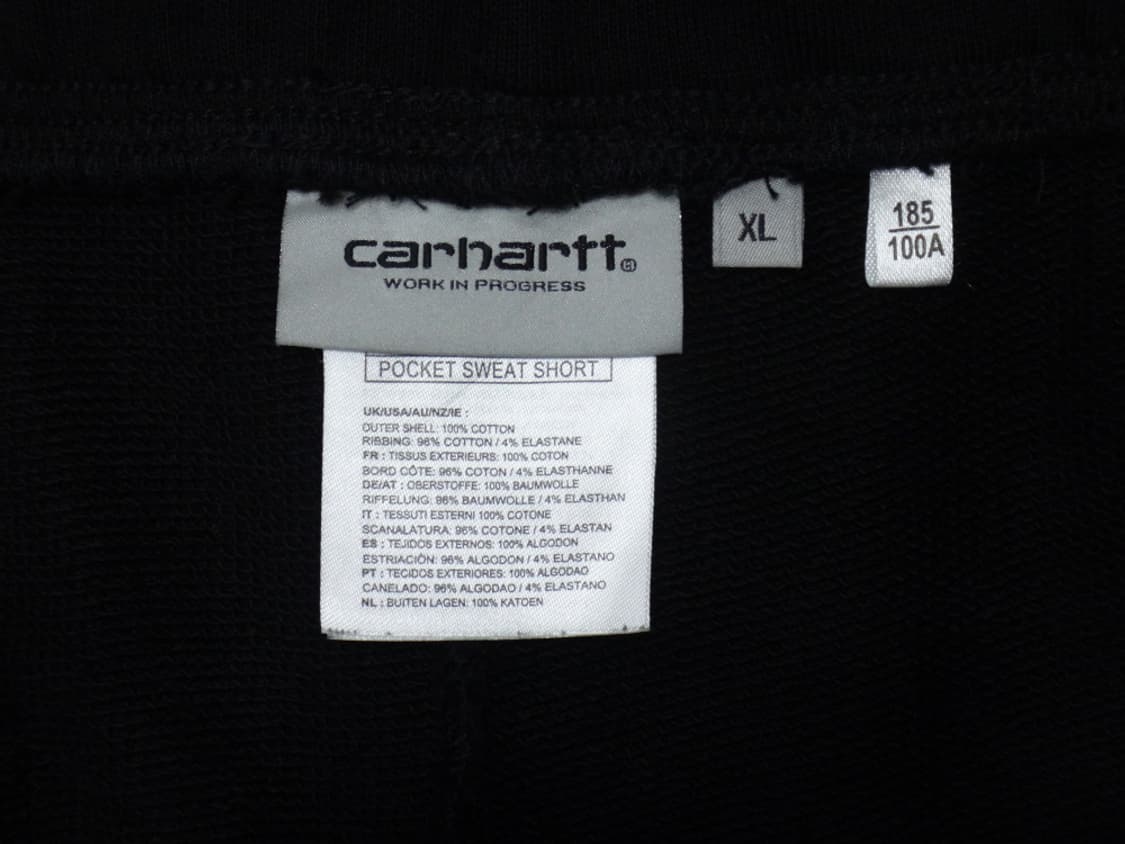 carhartt®
WORK IN PROGRESS
XL
185
100A
POCKET SWEAT SHORT
UK/USA/AU/NZ/IE :
OUTER SHELL: 100% COTTON
RIBBING: 96% COTTON / 4% ELASTANE
FR : TISSUS EXTERIEURS: 100% COTON
BORD CÔTE: 96% COTON / 4% ELASTHANNE
DE/AT : OBERSTOFFE: 100% BAUMWOLLE
RIFFELUNG: 96% BAUMWOLLE / 4% ELASTHAN
IT : TESSUTI ESTERNI 100% COTONE
SCANALATURA: 96% COTONE / 4% ELASTAN
ES : TEJIDOS EXTERNOS: 100% ALGODON
ESTRIACIÓN: 96% ALGODON / 4% ELASTANO
PT : TECIDOS EXTERIORES: 100% ALGODAO
CANELADO: 96% ALGODAO / 4% ELASTANO
NL : BUITEN LAGEN: 100% KATOEN